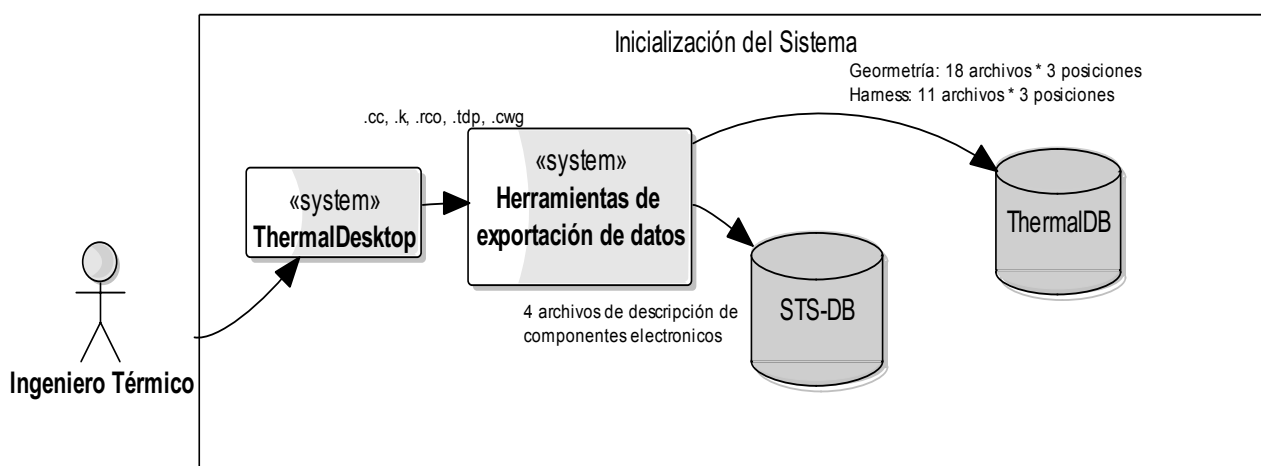 Inicialización del Sistema
Geormetría: 18 archivos * 3 posiciones
Harness: 11 archivos * 3 posiciones
.cc, .k, .rco, .tdp, .cwg
«system»
Herramientas de
exportación de datos
«system»
ThermalDesktop
ThermalDB
STS-DB
4 archivos de descripción de
componentes electronicos
Ingeniero Térmico